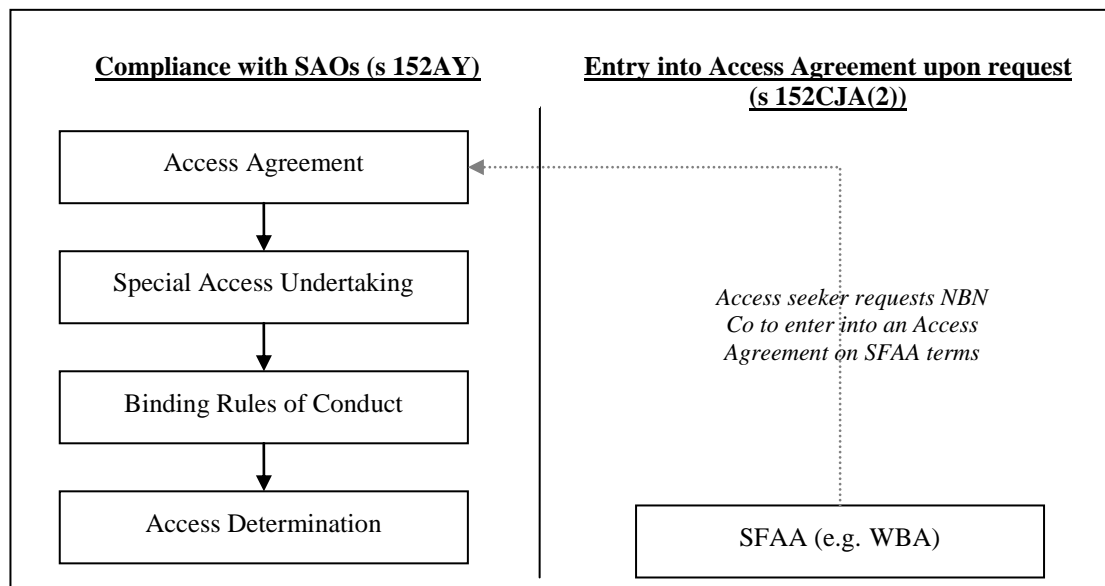 Compliance with SAOs (s 152AY)
Access Agreement
Special Access Undertaking
Binding Rules of Conduct
Access Determination
Entry into Access Agreement upon request
(s 152CJA(2))
Access seeker requests NBN
Co to enter into an Access
Agreement on SFAA terms
SFAA (e.g. WBA)